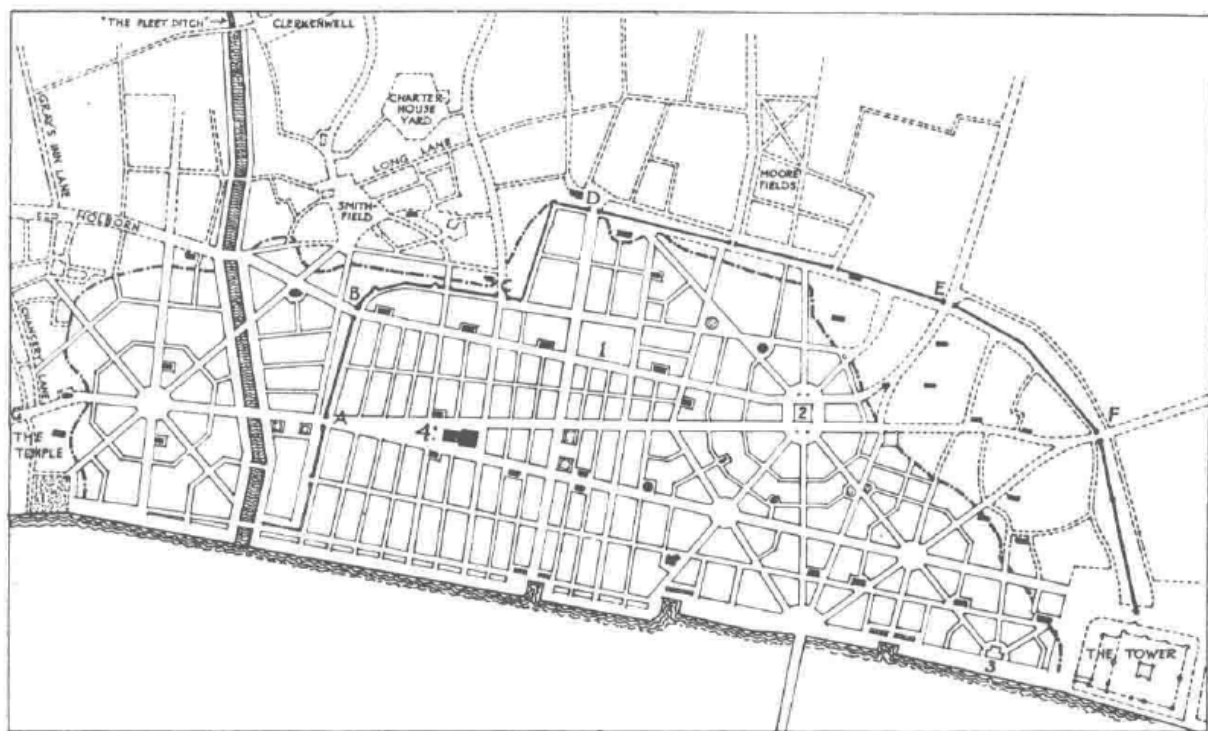 "THE FLEET DITCH"
CLERKENWELL
GRAY'S INN LANE
CHARTER-
HOUSE
YARD
LONG LANE
MOORE
FIELDS
SMITH-
FIELD
HOLBORN
D
E
C
B
1
2
F
CHANSERY LANE
G
THE
TEMPLE
A
4
3
THE TOWER